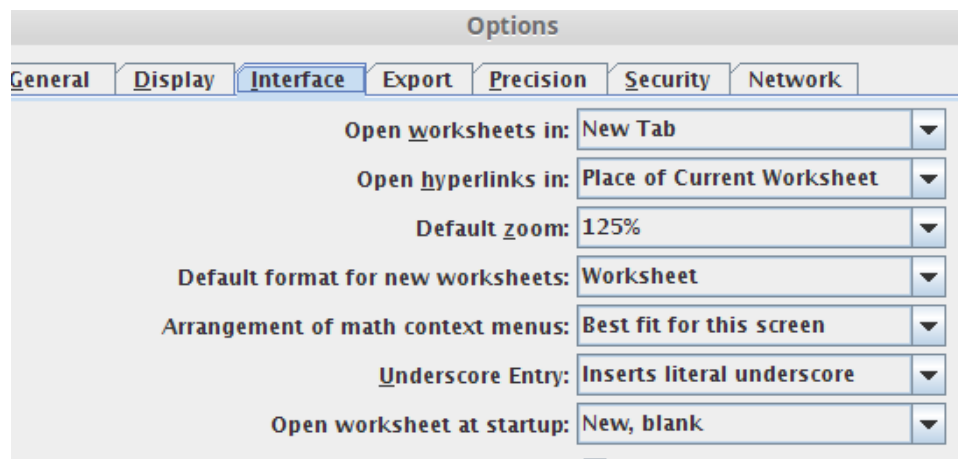 Options
General Display Interface Export Precision Security Network
Open worksheets in: New Tab
Open hyperlinks in: Place of Current Worksheet
Default zoom: 125%
Default format for new worksheets: Worksheet
Arrangement of math context menus: Best fit for this screen
Underscore Entry: Inserts literal underscore
Open worksheet at startup: New, blank